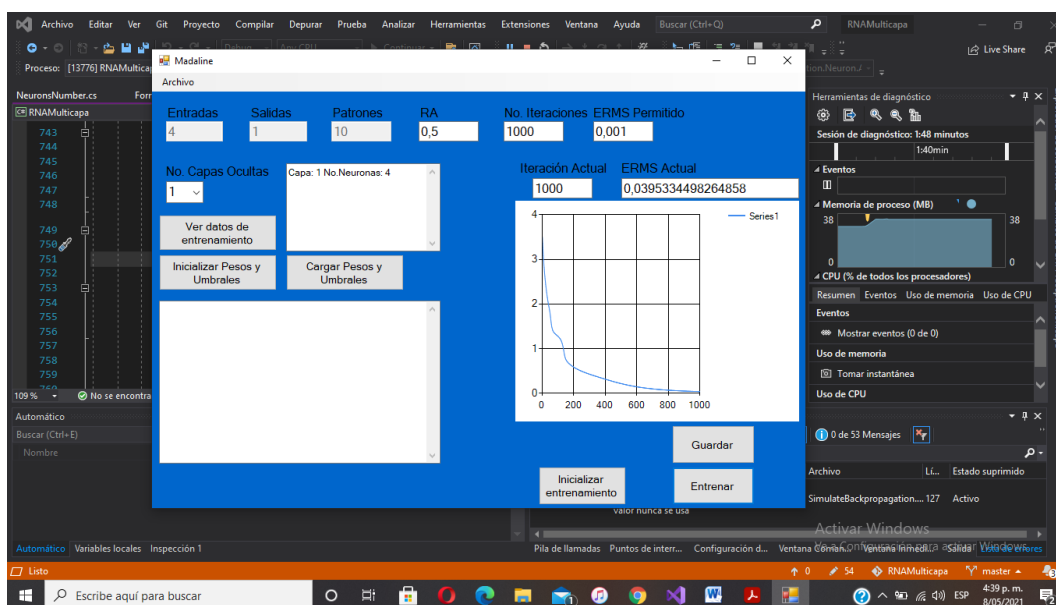 Archivo Editar Ver Git Proyecto Compilar Depurar Prueba Analizar Herramientas Extensiones Ventana Ayuda Buscar (Ctrl+Q) RNAMulticapa
Live Share
Proceso: [13776] RNAMultica
NeuronsNumber.cs Forr
RNAMulticapa
743
744
745
746
747
748
749
750
751
752
753
754
755
756
757
758
759
109 % No se encontra
Madaline
Archivo
Entradas Salidas Patrones RA No. Iteraciones ERMS Permitido
4 1 10 0,5 1000 0,001
No. Capas Ocultas
1
Capa: 1 No.Neuronas: 4
Iteración Actual ERMS Actual
1000 0,0395334498264858
Ver datos de entrenamiento
Inicializar Pesos y Umbrales
Cargar Pesos y Umbrales
Series1
4
3
2
1
0
0 200 400 600 800 1000
Guardar
Inicializar entrenamiento
Entrenar
Herramientas de diagnóstico
Sesión de diagnóstico: 1:48 minutos
1:40min
Eventos
Memoria de proceso (MB)
38 38
0 0
CPU (% de todos los procesadores)
Resumen Eventos Uso de memoria Uso de CPU
Eventos
Mostrar eventos (0 de 0)
Uso de memoria
Tomar instantánea
Uso de CPU
Automático
Buscar (Ctrl+E)
Nombre
0 de 53 Mensajes
Archivo Lí... Estado suprimido
SimulateBackpropagation.... 127 Activo
valor nunca se usa
Activar Windows
Ve a Configuración para activar Windows.
Automático Variables locales Inspección 1
Pila de llamadas Puntos de interr... Configuración d... Ventana Coman... Ventana Inmedi... Salida Lista de errores
Listo 0 54 RNAMulticapa master
Escribe aquí para buscar
ESP
4:39 p. m.
8/05/2021